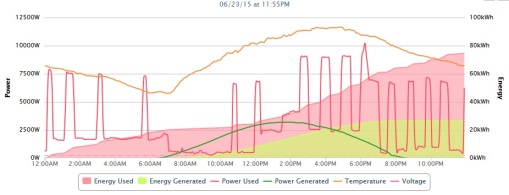 06/23/15 at 11:55PM
12500W 100kWh
10000W 80kWh
7500W 60kWh
5000W 40kWh
2500W 20kWh
0W 0kWh
Power
Energy
12:00AM 2:00AM 4:00AM 6:00AM 8:00AM 10:00AM 12:00PM 2:00PM 4:00PM 6:00PM 8:00PM 10:00PM
Energy Used Energy Generated Power Used Power Generated Temperature Voltage